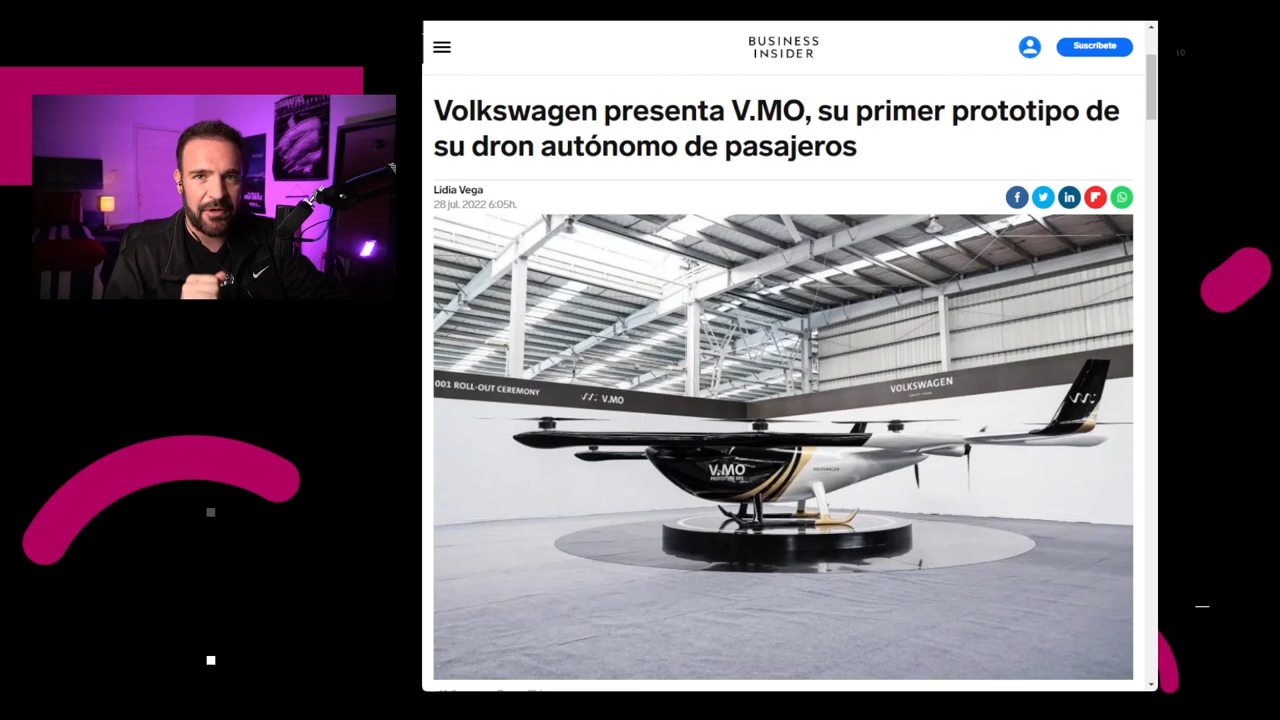 BUSINESS
INSIDER
Suscríbete
Volkswagen presenta V.MO, su primer prototipo de
su dron autónomo de pasajeros
Lidia Vega
28 jul. 2022 6:05h.
001 ROLL-OUT CEREMONY
V.MO
VOLKSWAGEN
V.MO
VOLKSWAGEN